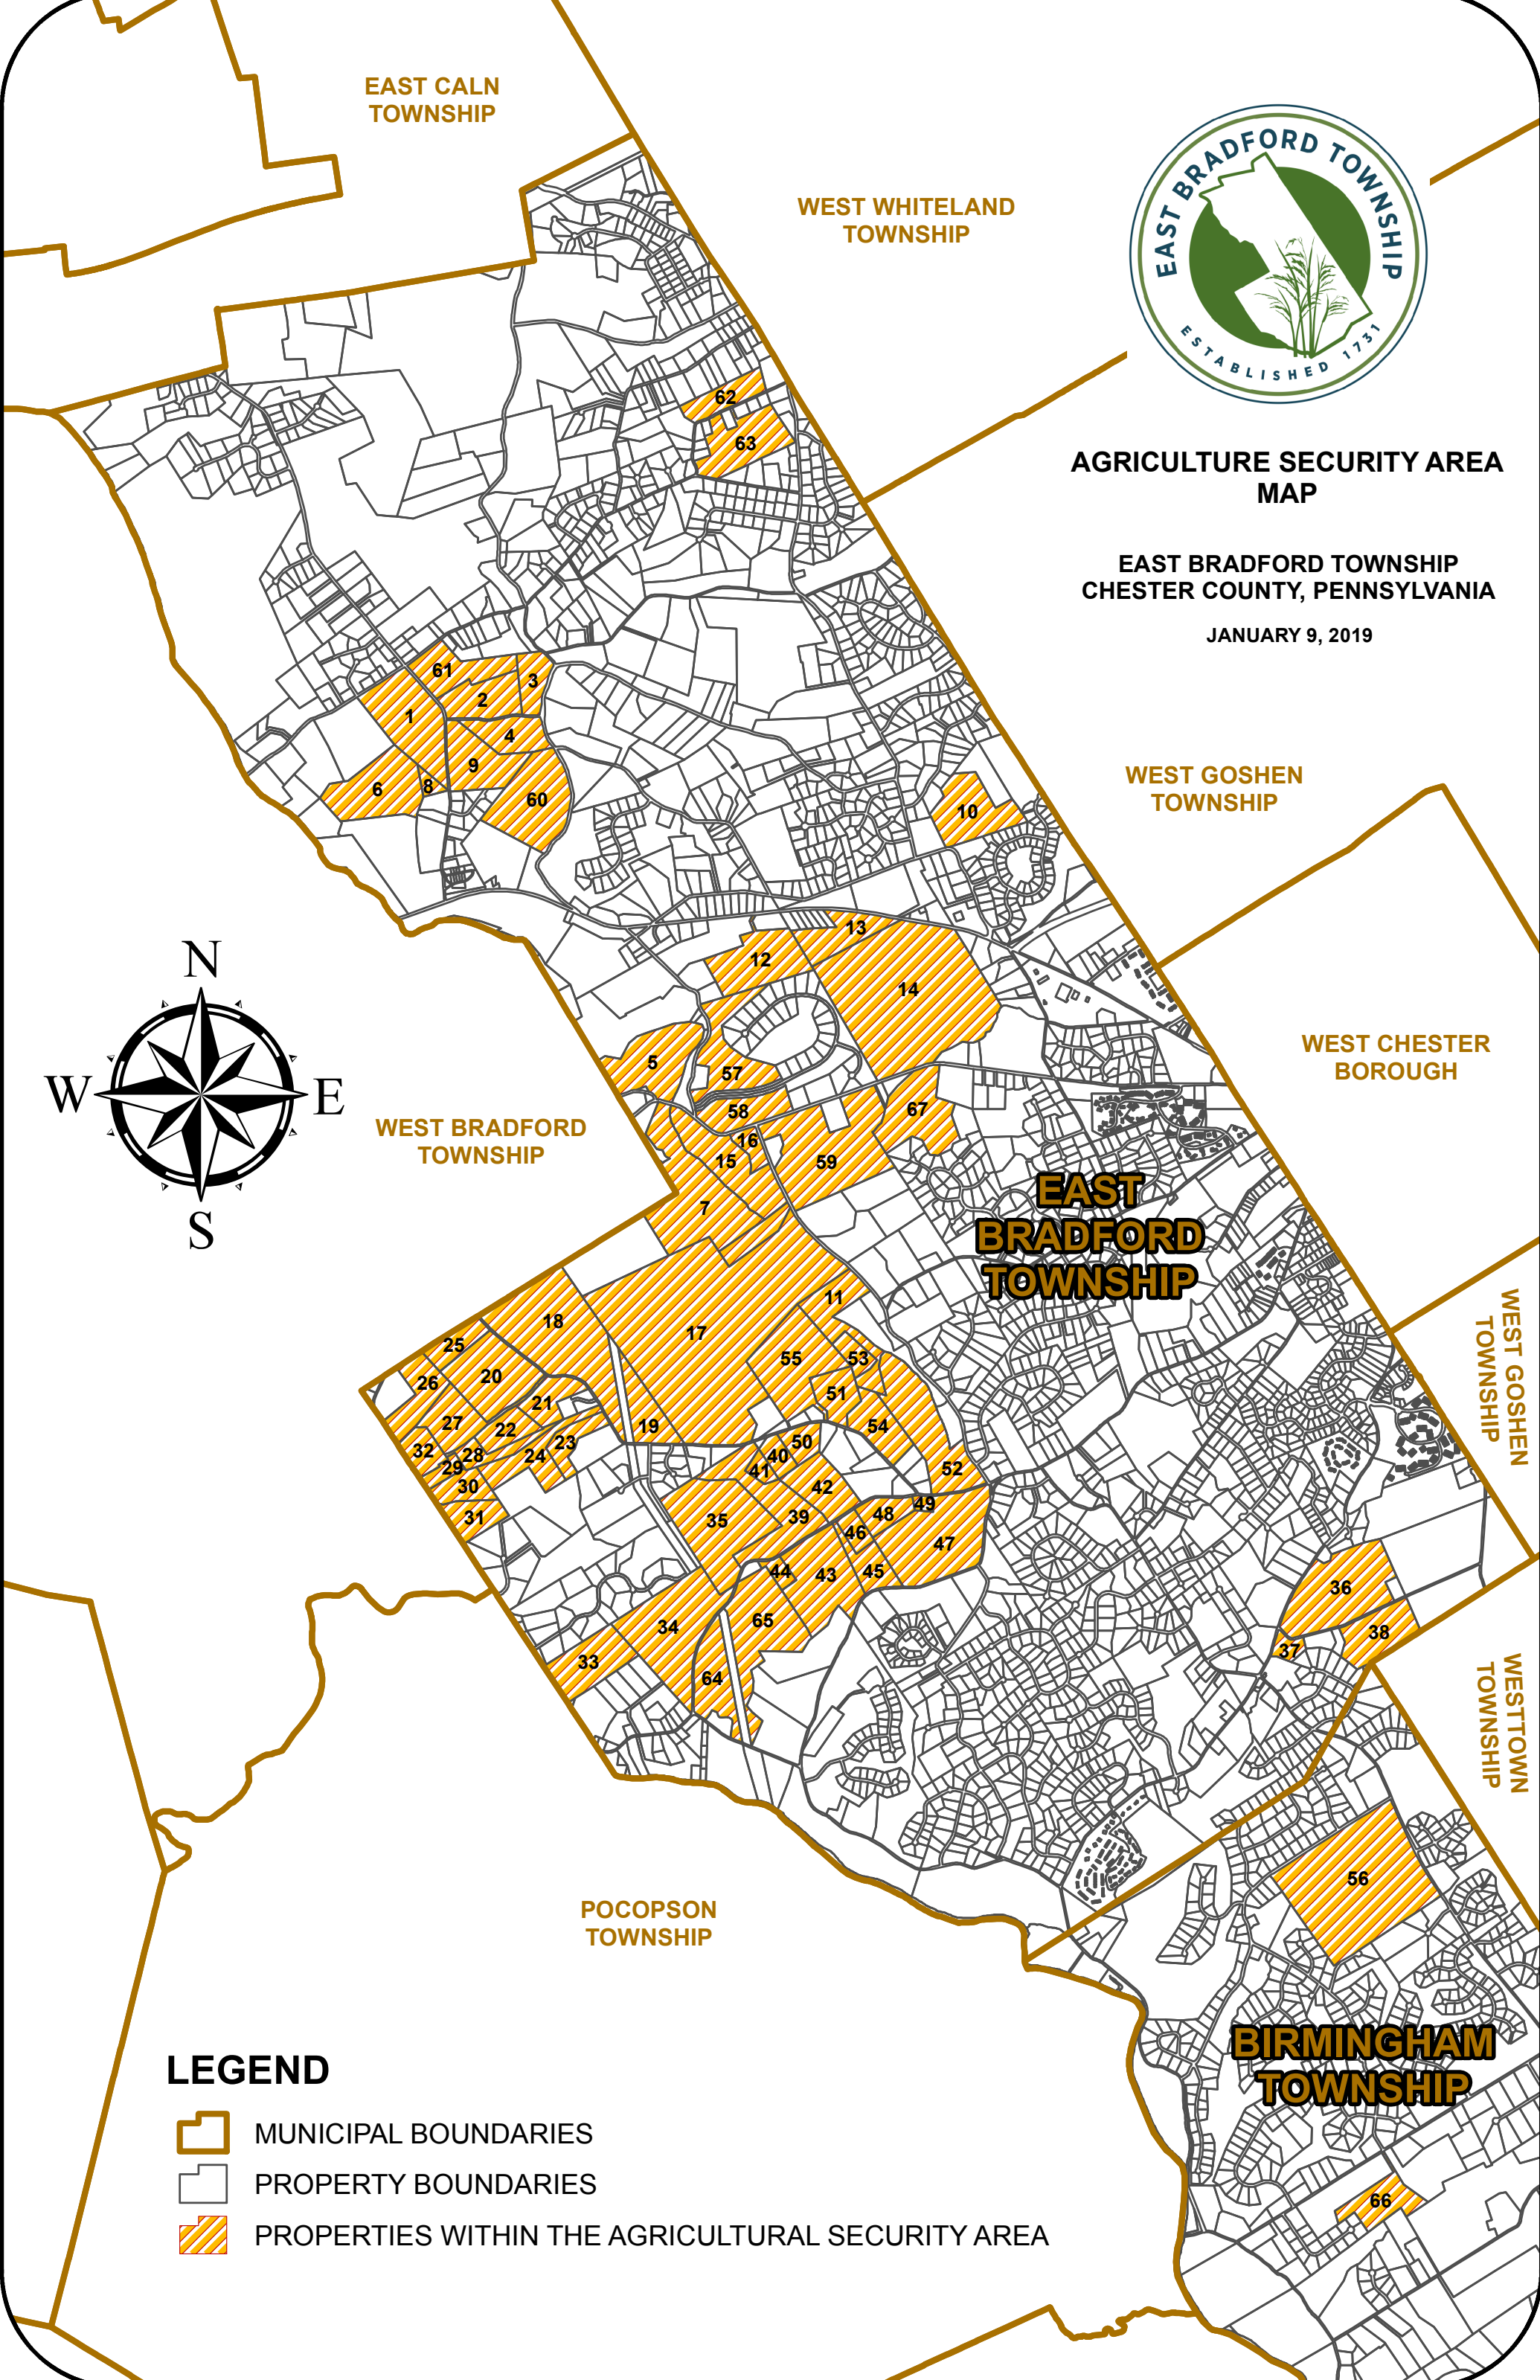 EAST CALN
TOWNSHIP
WEST WHITELAND
TOWNSHIP
EAST BRADFORD TOWNSHIP
ESTABLISHED 1731
AGRICULTURE SECURITY AREA
MAP
EAST BRADFORD TOWNSHIP
CHESTER COUNTY, PENNSYLVANIA
JANUARY 9, 2019
62
63
61
3
2
1
4
9
6
8
60
WEST GOSHEN
TOWNSHIP
10
13
12
14
N
W
E
S
5
57
58
67
16
15
59
7
WEST BRADFORD
TOWNSHIP
WEST CHESTER
BOROUGH
EAST
BRADFORD
TOWNSHIP
11
18
17
25
55
53
20
26
51
21
27
22
19
54
50
23
32
28
24
40
29
41
52
30
42
49
31
35
39
48
46
47
44
43
45
34
65
33
64
WEST GOSHEN
TOWNSHIP
36
38
37
WESTTOWN
TOWNSHIP
56
POCOPSON
TOWNSHIP
BIRMINGHAM
TOWNSHIP
66
LEGEND
MUNICIPAL BOUNDARIES
PROPERTY BOUNDARIES
PROPERTIES WITHIN THE AGRICULTURAL SECURITY AREA